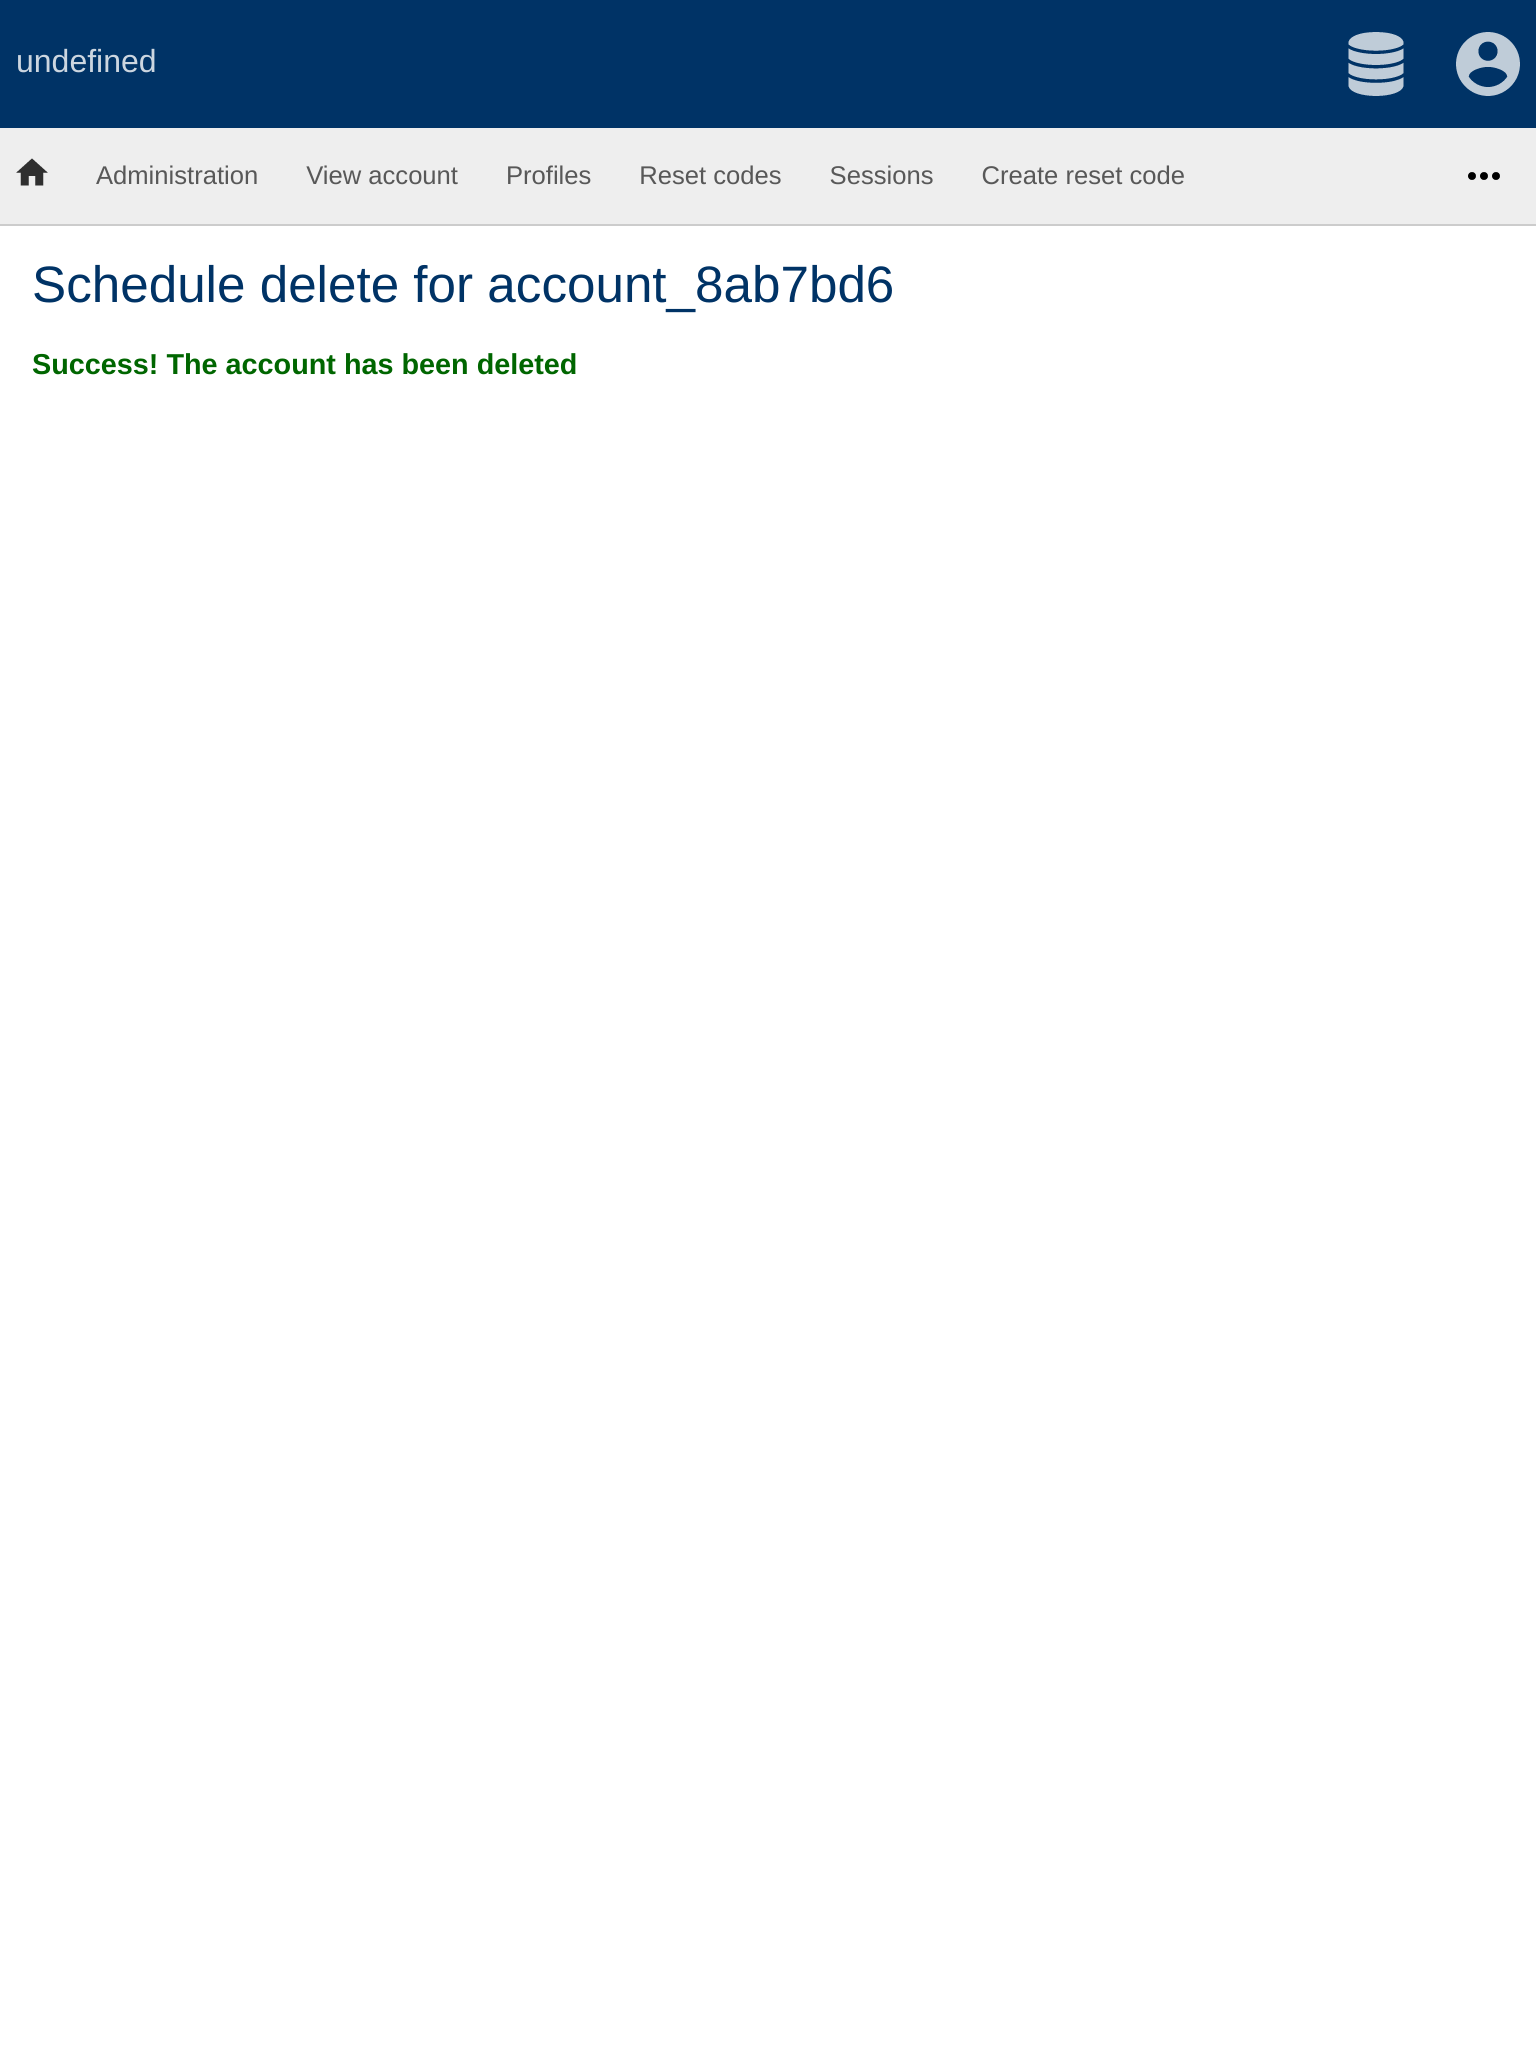 undefined
Administration View account Profiles Reset codes Sessions Create reset code
Schedule delete for account_8ab7bd6
Success! The account has been deleted